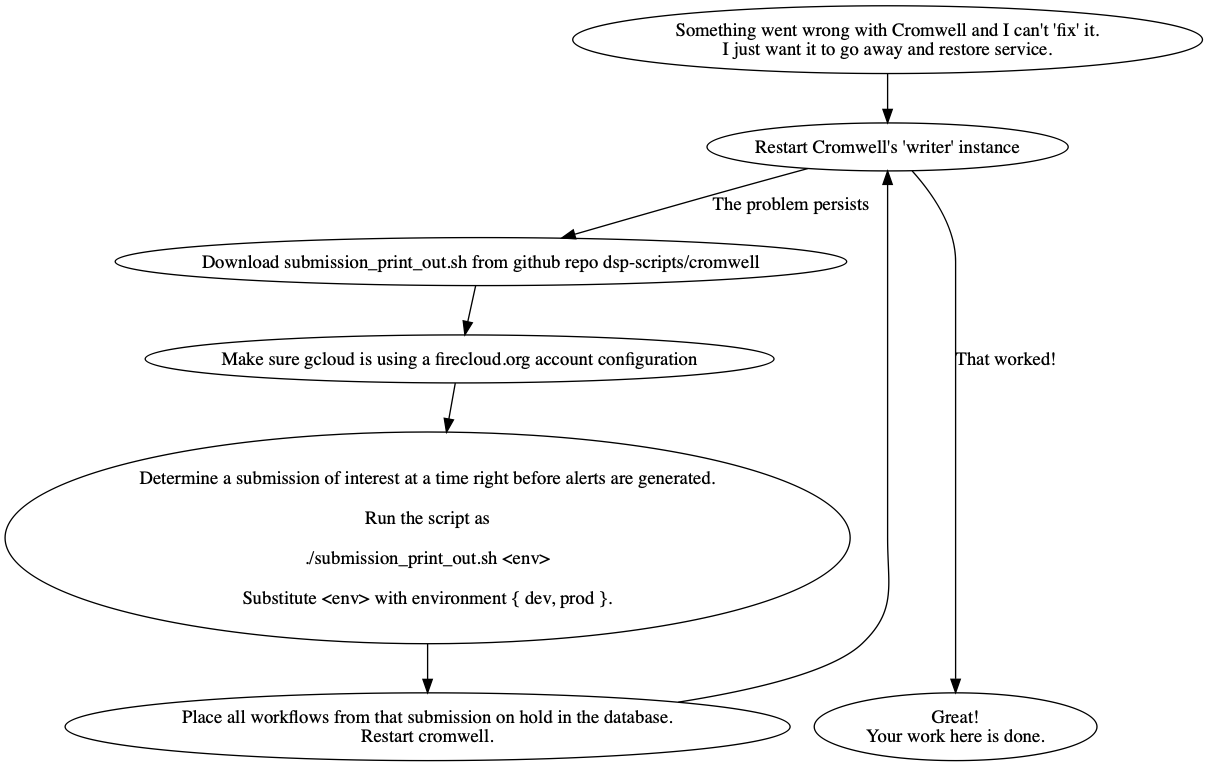 Something went wrong with Cromwell and I can't 'fix' it.
I just want it to go away and restore service.
Restart Cromwell's 'writer' instance
The problem persists
Download submission_print_out.sh from github repo dsp-scripts/cromwell
Make sure gcloud is using a firecloud.org account configuration
That worked!
Determine a submission of interest at a time right before alerts are generated.
Run the script as
./submission_print_out.sh <env>
Substitute <env> with environment { dev, prod }.
Place all workflows from that submission on hold in the database.
Restart cromwell.
Great!
Your work here is done.